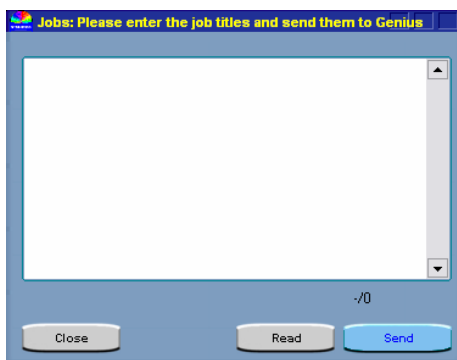 Jobs: Please enter the job titles and send them to Genius
-/0
Close
Read
Send